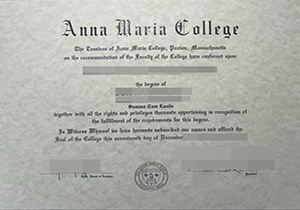 Anna Maria College
The Trustees of Anna Maria College, Paxton, Massachusetts
on the recommendation of the Faculty of the College have conferred upon
the degree of
Summa Cum Laude
together with all the rights and privileges thereunto appertaining in recognition of
the fulfillment of the requirements for this degree.
In Witness Whereof we have hereunto subscribed our names and affixed the
Seal of the College this seventeenth day of December